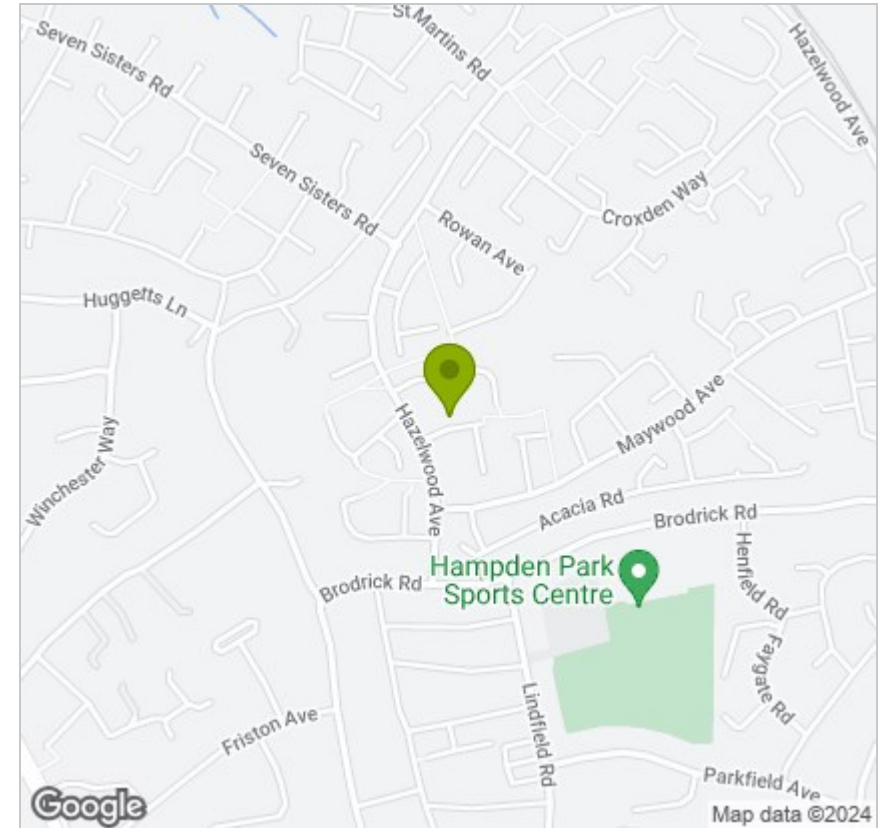 St Martins Rd
Seven Sisters Rd
Hazelwood Ave
Seven Sisters Rd
Croxden Way
Rowan Ave
Huggetts Ln
Maywood Ave
Hazelwood Ave
Winchester Way
Acacia Rd
Brodrick Rd
Henfield Rd
Hampden Park
Sports Centre
Brodrick Rd
Faygate Rd
Lindfield Rd
Friston Ave
Parkfield Ave
Google
Map data ©2024